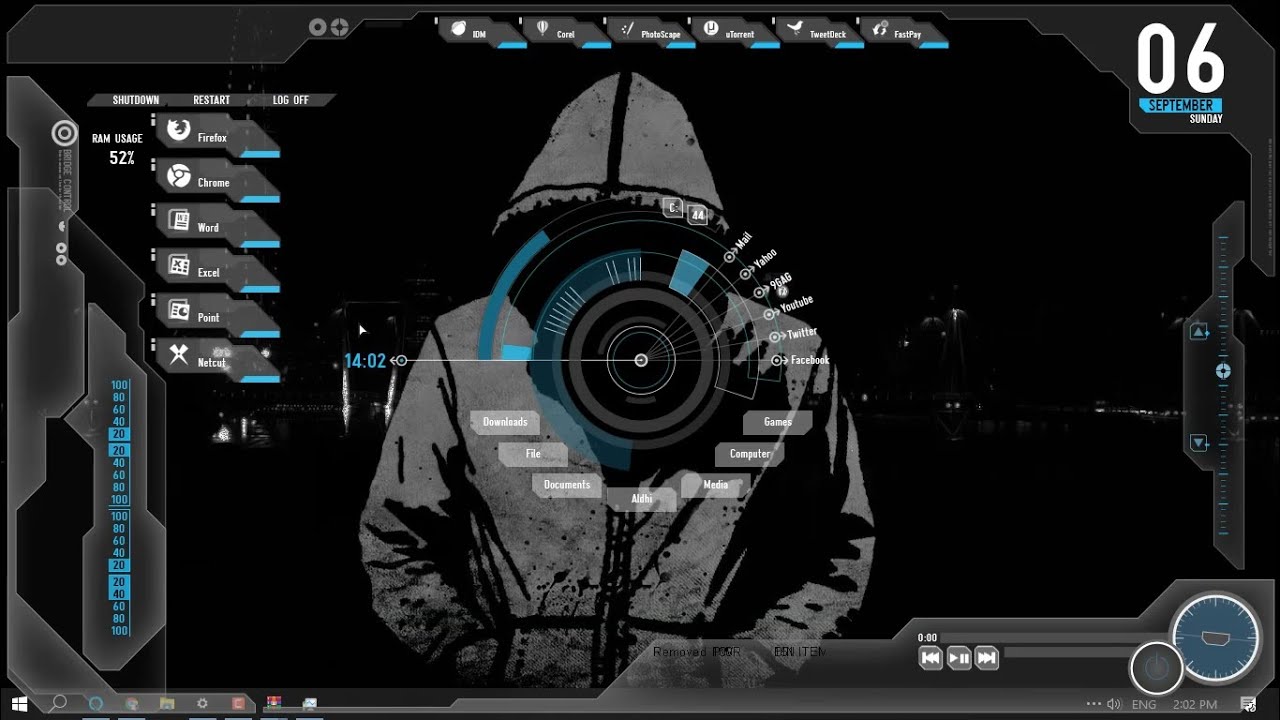 IDM
Corel
PhotoScape
uTorrent
TweetDeck
FastPay
06
SEPTEMBER
SUNDAY
SHUTDOWN RESTART LOG OFF
RAM USAGE
52%
BRIDGE CONTROL
Firefox
Chrome
Word
Excel
Point
Netcut
C:
44
Mail
Yahoo
9GAG
Youtube
Twitter
Facebook
14:02
Downloads
File
Documents
Aldhi
Media
Computer
Games
100
80
60
40
20
20
40
60
80
100
100
80
60
40
20
20
40
60
80
100
Removed
0:00
ENG
2:02 PM